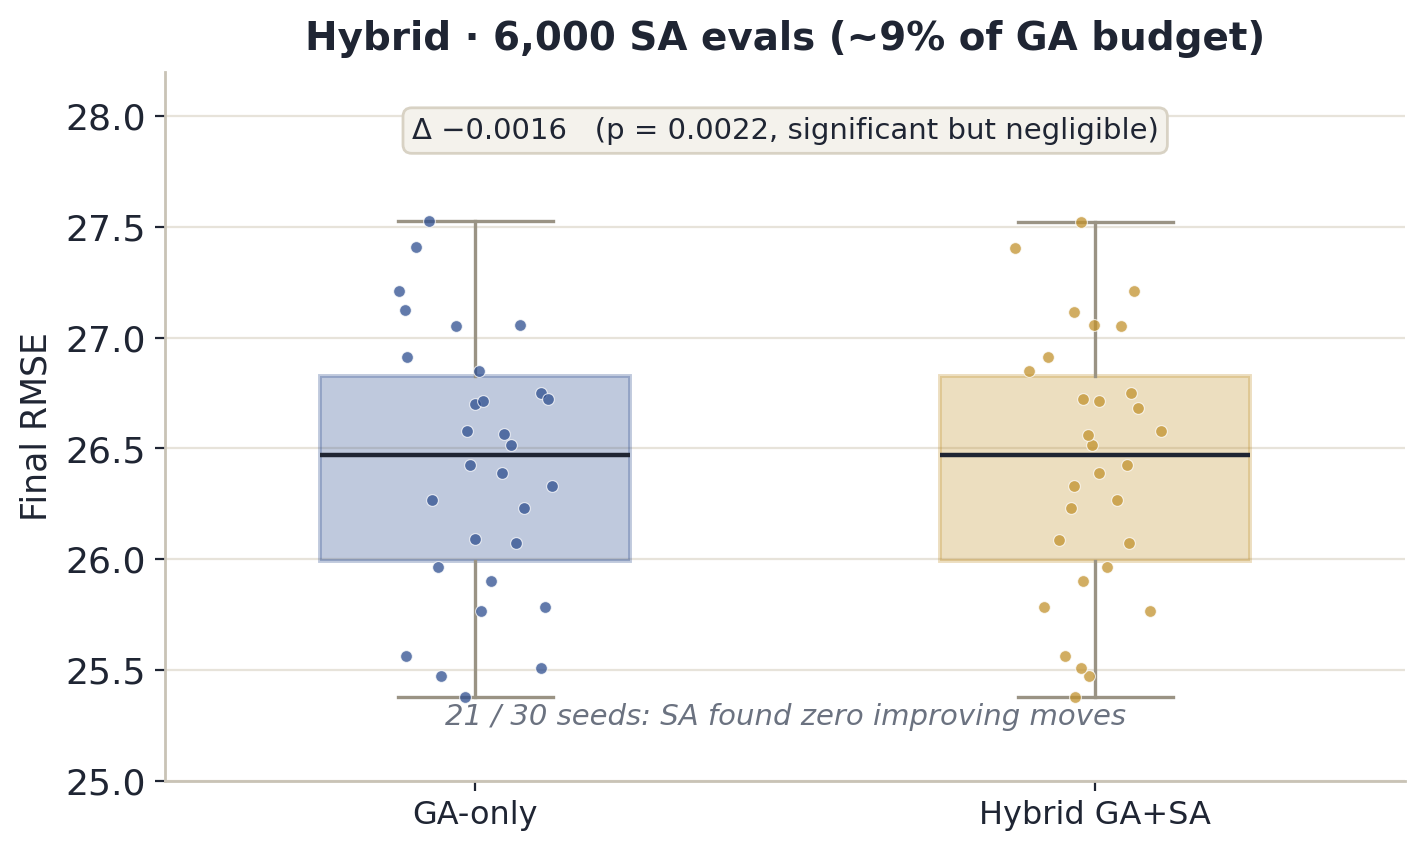 Hybrid · 6,000 SA evals (~9% of GA budget)
28.0
Δ −0.0016 (p = 0.0022, significant but negligible)
27.5
27.0
26.5
26.0
25.5
25.0
Final RMSE
21 / 30 seeds: SA found zero improving moves
GA-only
Hybrid GA+SA